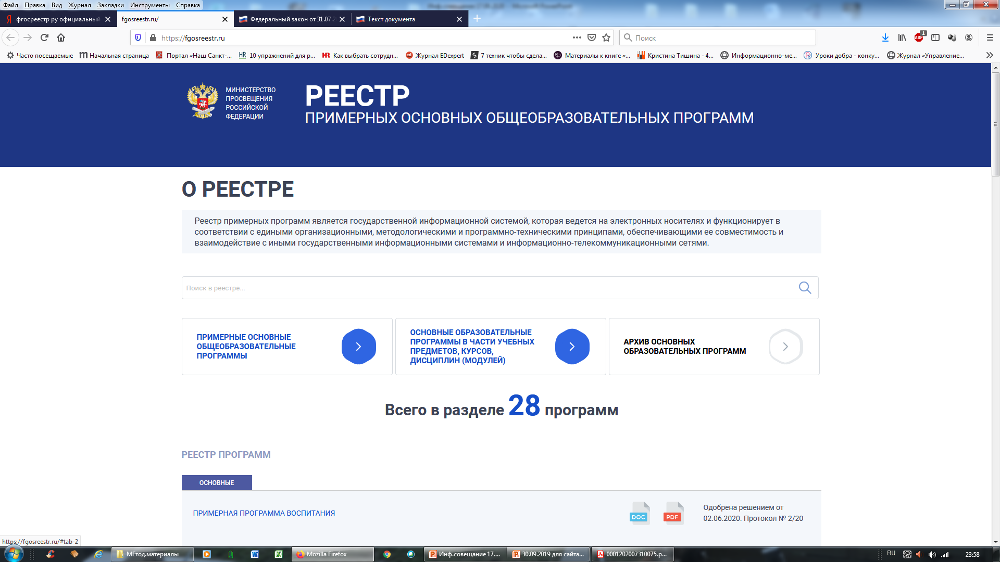 Файл Правка Вид Журнал Закладки Инструменты Справка
фгосреестр ру официальный
fgosreestr.ru/
Федеральный закон от 31.07.2
Текст документа
https://fgosreestr.ru
Поиск
ABP 1
Часто посещаемые
Начальная страница
Портал «Наш Санкт-...
HR 10 упражнений для р...
HR Как выбрать сотрудн...
ed Журнал EDexpert
7 техник чтобы сдела...
Материалы к книге «...
Кристина Тишина - 4...
Информационно-ме...
Уроки добра - конку...
Журнал «Управление...
МИНИСТЕРСТВО
ПРОСВЕЩЕНИЯ
РОССИЙСКОЙ
ФЕДЕРАЦИИ
РЕЕСТР
ПРИМЕРНЫХ ОСНОВНЫХ ОБЩЕОБРАЗОВАТЕЛЬНЫХ ПРОГРАММ
О РЕЕСТРЕ
Реестр примерных программ является государственной информационной системой, которая ведется на электронных носителях и функционирует в
соответствии с едиными организационными, методологическими и программно-техническими принципами, обеспечивающими ее совместимость и
взаимодействие с иными государственными информационными системами и информационно-телекоммуникационными сетями.
Поиск в реестре...
ПРИМЕРНЫЕ ОСНОВНЫЕ
ОБЩЕОБРАЗОВАТЕЛЬНЫЕ
ПРОГРАММЫ
ОСНОВНЫЕ ОБРАЗОВАТЕЛЬНЫЕ
ПРОГРАММЫ В ЧАСТИ УЧЕБНЫХ
ПРЕДМЕТОВ, КУРСОВ,
ДИСЦИПЛИН (МОДУЛЕЙ)
АРХИВ ОСНОВНЫХ
ОБРАЗОВАТЕЛЬНЫХ ПРОГРАММ
Всего в разделе 28 программ
РЕЕСТР ПРОГРАММ
ОСНОВНЫЕ
ПРИМЕРНАЯ ПРОГРАММА ВОСПИТАНИЯ
DOC
PDF
Одобрена решением от
02.06.2020. Протокол № 2/20
https://fgosreestr.ru/#tab-2
МЕтод.материалы
Mozilla Firefox
Инф.совещание 17....
30.09.2019 для сайта...
0001202007310075.p...
RU
23:58